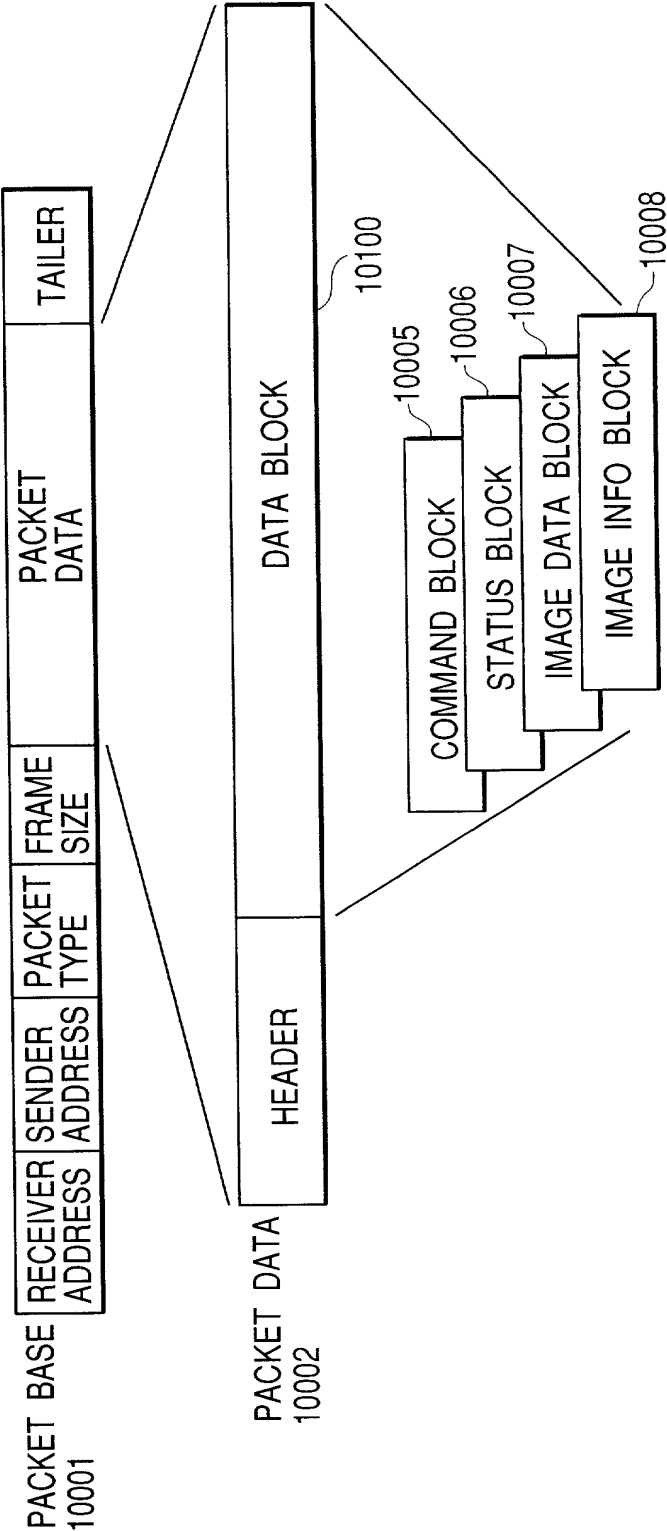 PACKET BASE
10001
RECEIVER
ADDRESS
SENDER
ADDRESS
PACKET
TYPE
FRAME
SIZE
PACKET
DATA
TAILER
PACKET DATA
10002
HEADER
DATA BLOCK
10100
COMMAND BLOCK
10005
STATUS BLOCK
10006
IMAGE DATA BLOCK
10007
IMAGE INFO BLOCK
10008